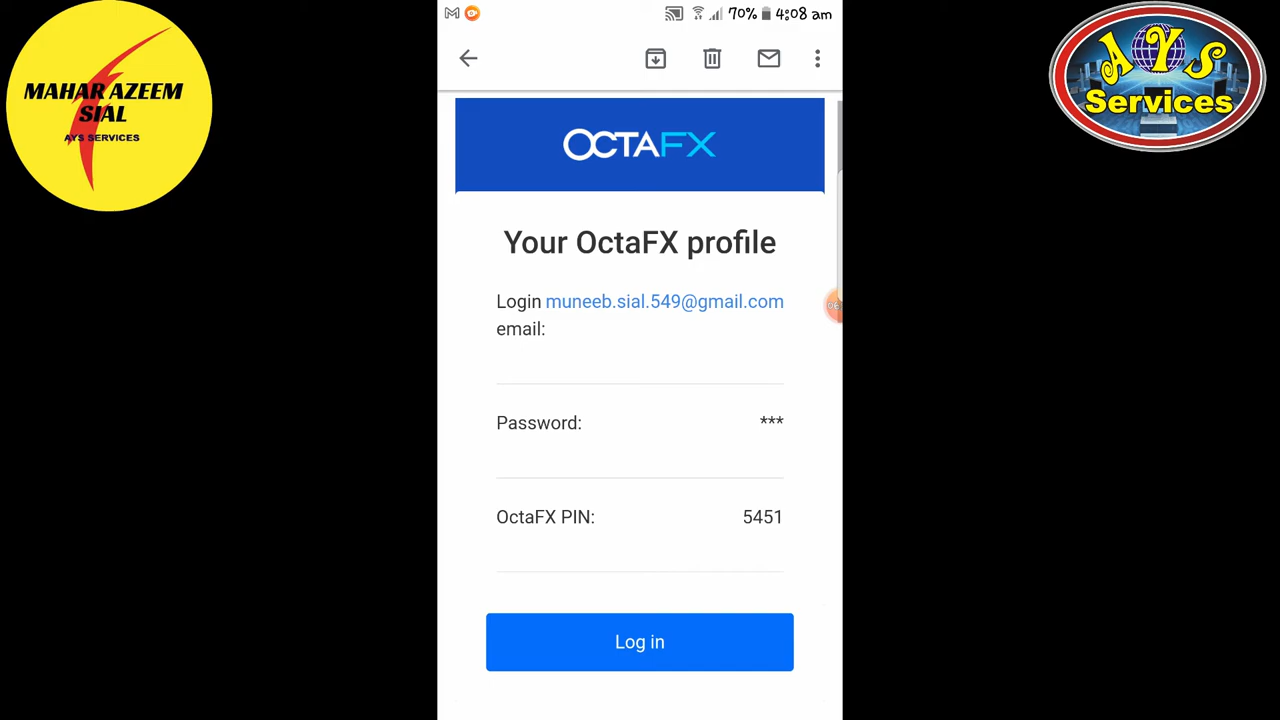 MAHAR AZEEM
SIAL
AYS SERVICES
70% 4:08 am
OCTAFX
Your OctaFX profile
Login muneeb.sial.549@gmail.com
email:
Password: ***
OctaFX PIN: 5451
Log in
AYS
Services